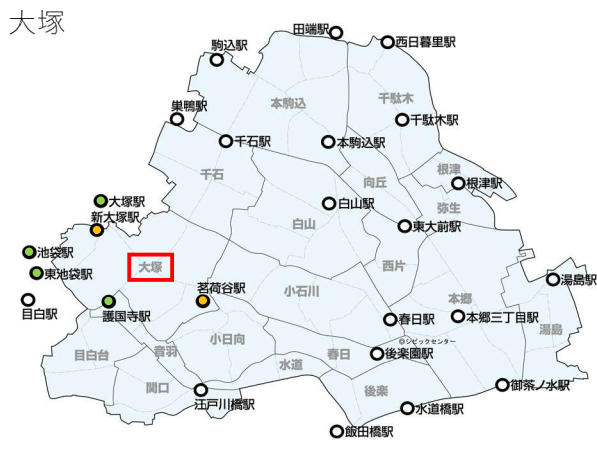 大塚
田端駅
西日暮里駅
駒込駅
本駒込
千駄木
巣鴨駅
千駄木駅
千石駅
本駒込駅
千石
根津
向丘
根津駅
大塚駅
白山駅
弥生
新大塚駅
白山
東大前駅
池袋駅
大塚
西片
東池袋駅
茗荷谷駅
小石川
本郷
湯島駅
目白駅
護国寺駅
春日駅
本郷三丁目駅
湯島
小日向
◎シビックセンター
目白台
音羽
春日
後楽園駅
水道
関口
後楽
御茶ノ水駅
江戸川橋駅
水道橋駅
飯田橋駅